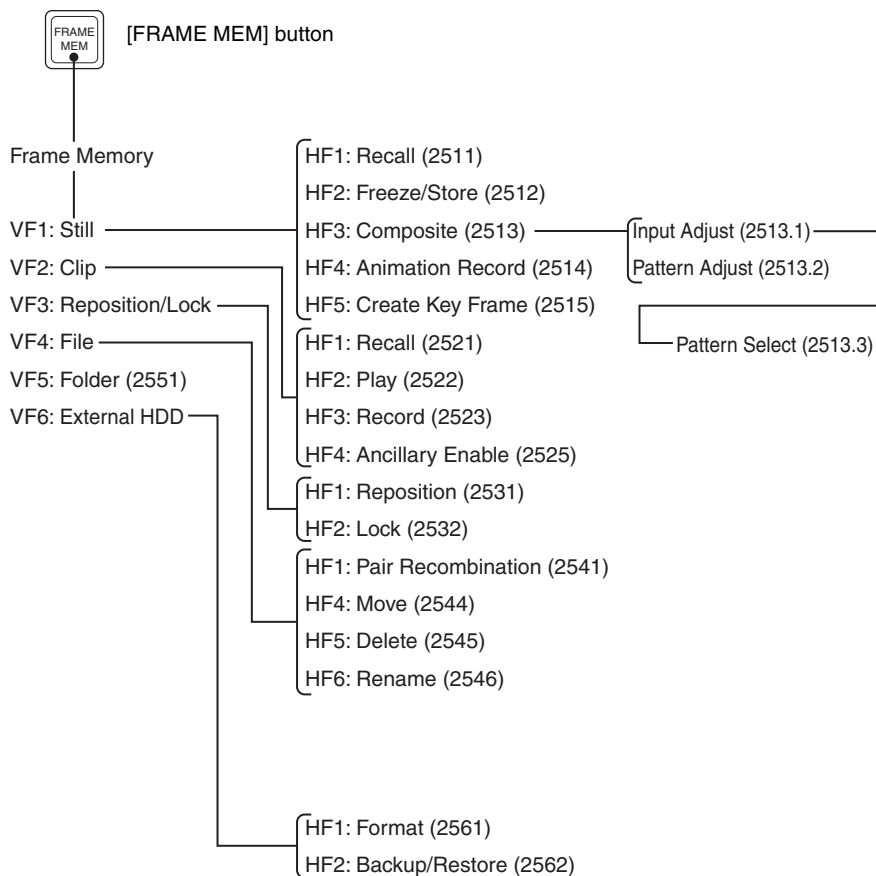 FRAME
MEM
[FRAME MEM] button
Frame Memory
VF1: Still
VF2: Clip
VF3: Reposition/Lock
VF4: File
VF5: Folder (2551)
VF6: External HDD
HF1: Recall (2511)
HF2: Freeze/Store (2512)
HF3: Composite (2513)
HF4: Animation Record (2514)
HF5: Create Key Frame (2515)
Input Adjust (2513.1)
Pattern Adjust (2513.2)
Pattern Select (2513.3)
HF1: Recall (2521)
HF2: Play (2522)
HF3: Record (2523)
HF4: Ancillary Enable (2525)
HF1: Reposition (2531)
HF2: Lock (2532)
HF1: Pair Recombination (2541)
HF4: Move (2544)
HF5: Delete (2545)
HF6: Rename (2546)
HF1: Format (2561)
HF2: Backup/Restore (2562)